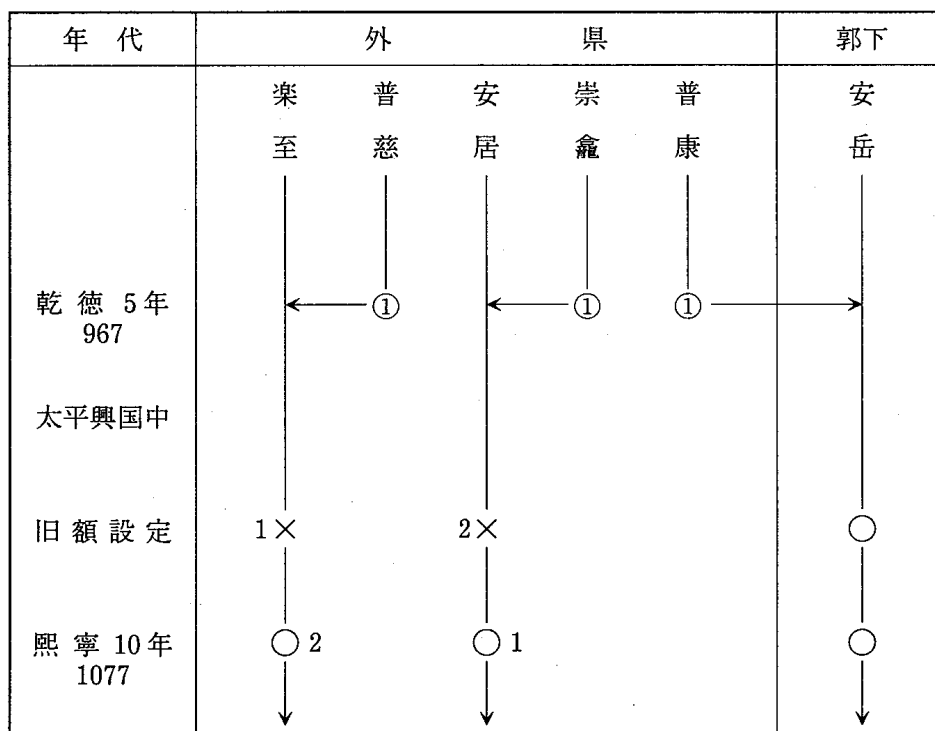 年代 外県 郭下
楽至 普慈 安居 崇龕 普康 安岳
乾徳5年 ① ① ①
967
太平興国中
旧額設定 1× 2× ○
熙寧10年 ○2 ○1 ○
1077